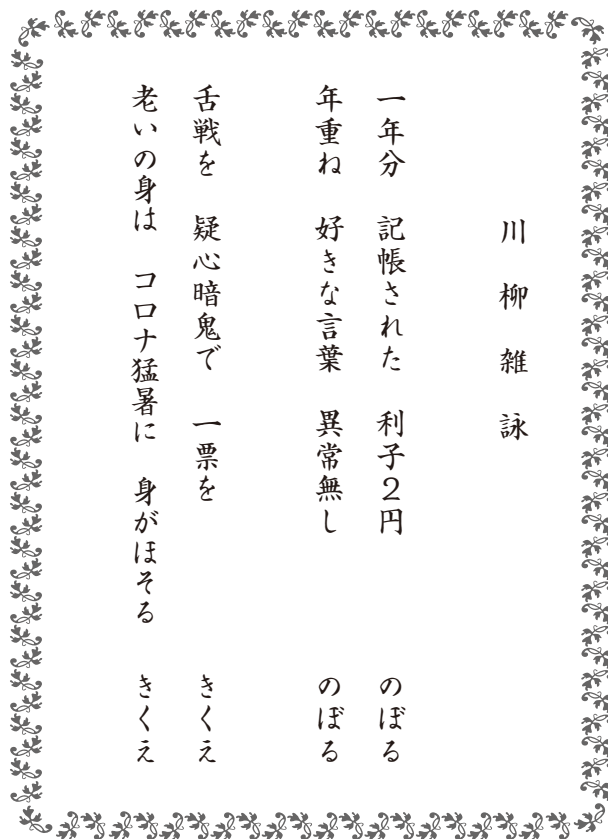 川柳雑詠
一年分　記帳された　利子２円　のぼる
年重ね　好きな言葉　異常無し　のぼる
舌戦を　疑心暗鬼で　一票を　きくえ
老いの身は　コロナ猛暑に　身がほそる　きくえ